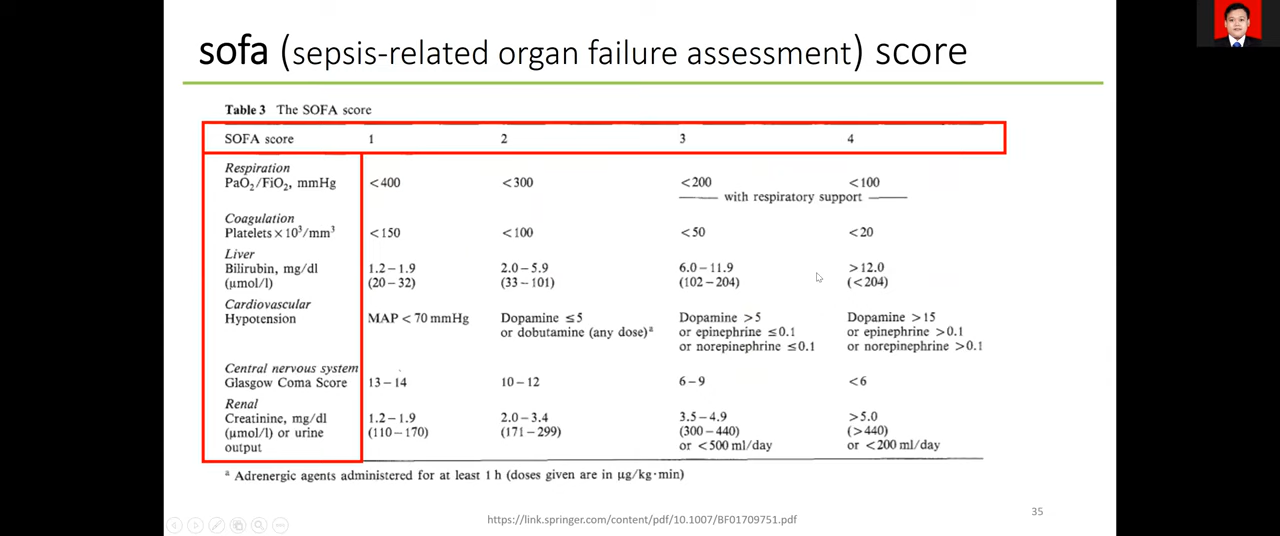 sofa (sepsis-related organ failure assessment) score
Table 3 The SOFA score
SOFA score 1 2 3 4
Respiration
PaO2/FiO2, mmHg <400 <300 <200 <100
with respiratory support
Coagulation
Platelets × 10³/mm³ <150 <100 <50 <20
Liver
Bilirubin, mg/dl 1.2–1.9 2.0–5.9 6.0–11.9 >12.0
(μmol/l) (20–32) (33–101) (102–204) (<204)
Cardiovascular
Hypotension MAP < 70 mmHg Dopamine ≤5 Dopamine >5 Dopamine >15
or dobutamine (any dose)ᵃ or epinephrine ≤0.1 or epinephrine >0.1
or norepinephrine ≤0.1 or norepinephrine >0.1
Central nervous system
Glasgow Coma Score 13–14 10–12 6–9 <6
Renal
Creatinine, mg/dl 1.2–1.9 2.0–3.4 3.5–4.9 >5.0
(μmol/l) or urine (110–170) (171–299) (300–440) (>440)
output or <500 ml/day or <200 ml/day
ᵃ Adrenergic agents administered for at least 1 h (doses given are in μg/kg·min)
https://link.springer.com/content/pdf/10.1007/BF01709751.pdf
35